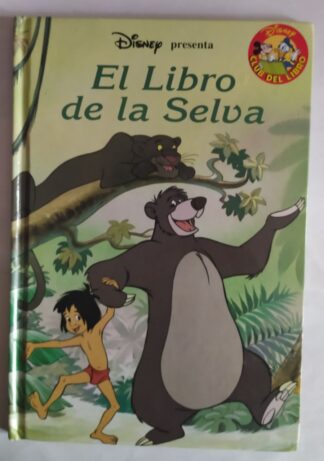 Disney presenta
Disney
CLUB DEL LIBRO
El Libro
de la Selva